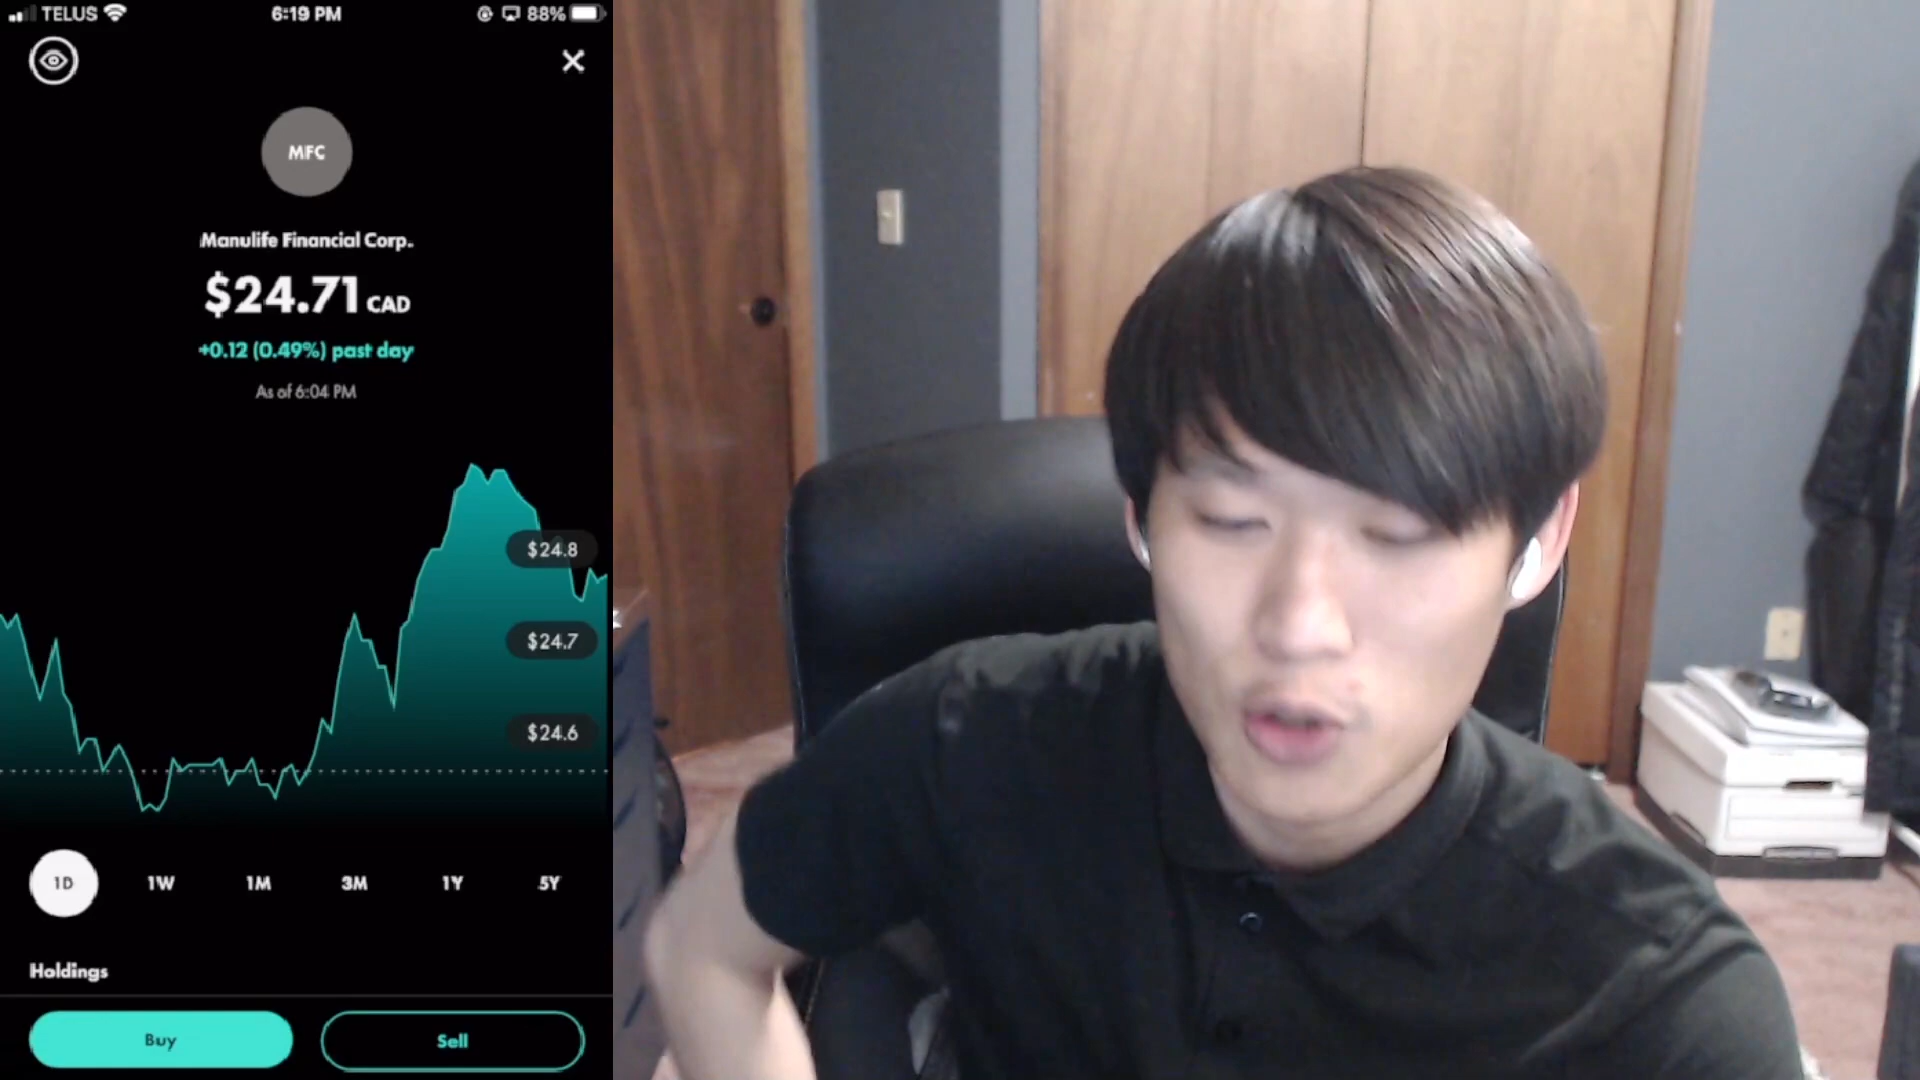 TELUS 6:19 PM 88%
MFC
Manulife Financial Corp.
$24.71 CAD
+0.12 (0.49%) past day
As of 6:04 PM
$24.8
$24.7
$24.6
1D 1W 1M 3M 1Y 5Y
Holdings
Buy Sell